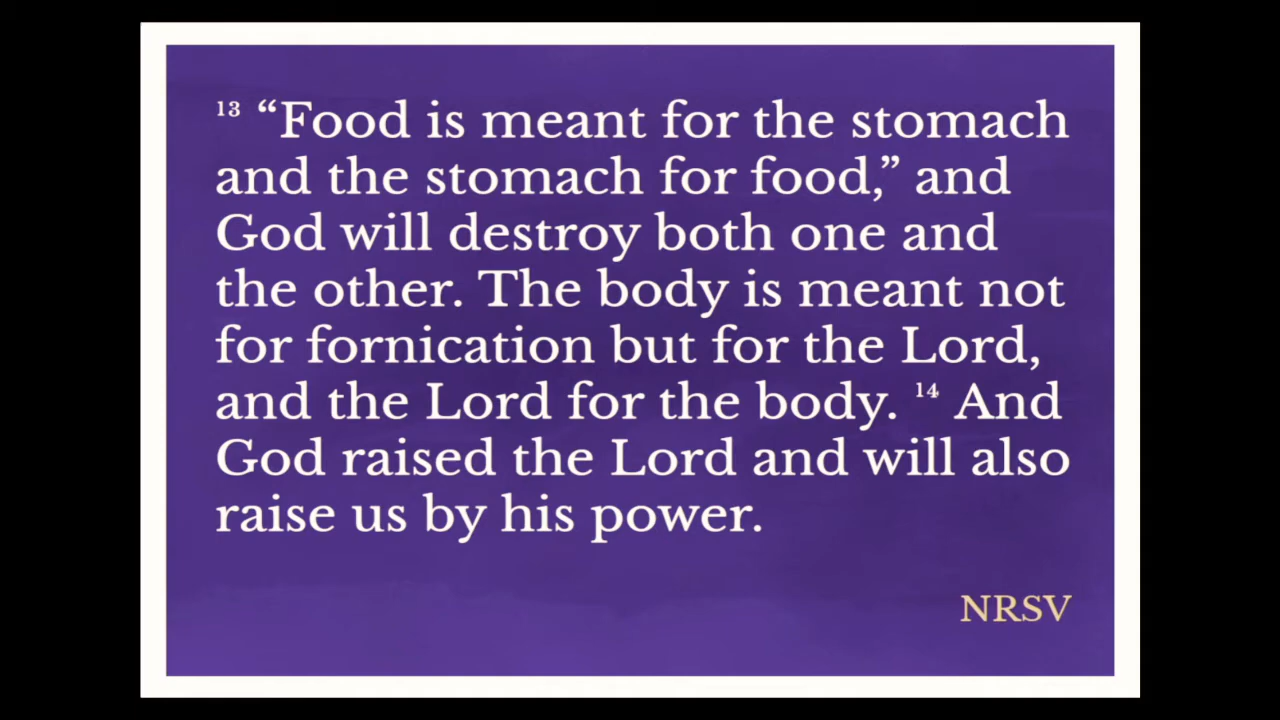 ¹³ “Food is meant for the stomach
and the stomach for food,” and
God will destroy both one and
the other. The body is meant not
for fornication but for the Lord,
and the Lord for the body. ¹⁴ And
God raised the Lord and will also
raise us by his power.
NRSV